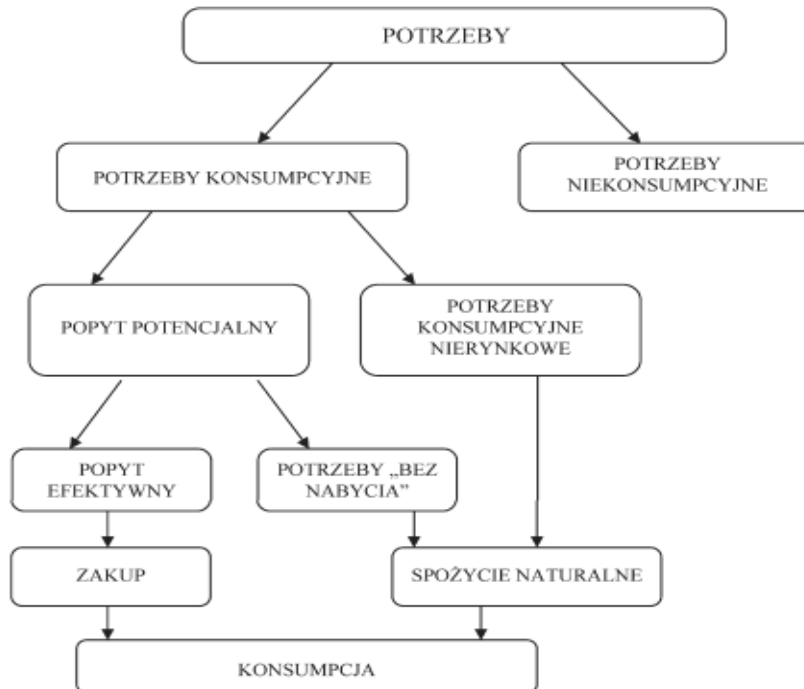 POTRZEBY
POTRZEBY KONSUMPCYJNE
POTRZEBY
NIEKONSUMPCYJNE
POPYT POTENCJALNY
POTRZEBY
KONSUMPCYJNE
NIERYNKOWE
POPYT
EFEKTYWNY
POTRZEBY „BEZ
NABYCIA”
ZAKUP
SPOŻYCIE NATURALNE
KONSUMPCJA